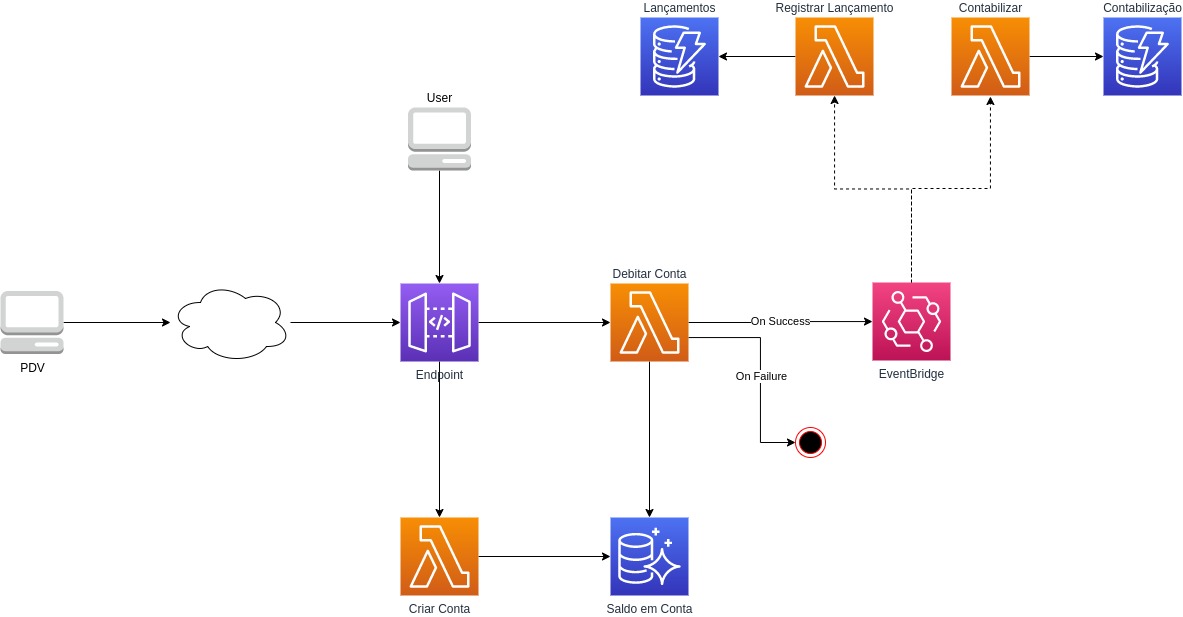 Lançamentos
Registrar Lançamento
Contabilizar
Contabilização
User
Debitar Conta
On Success
PDV
Endpoint
On Failure
EventBridge
Criar Conta
Saldo em Conta